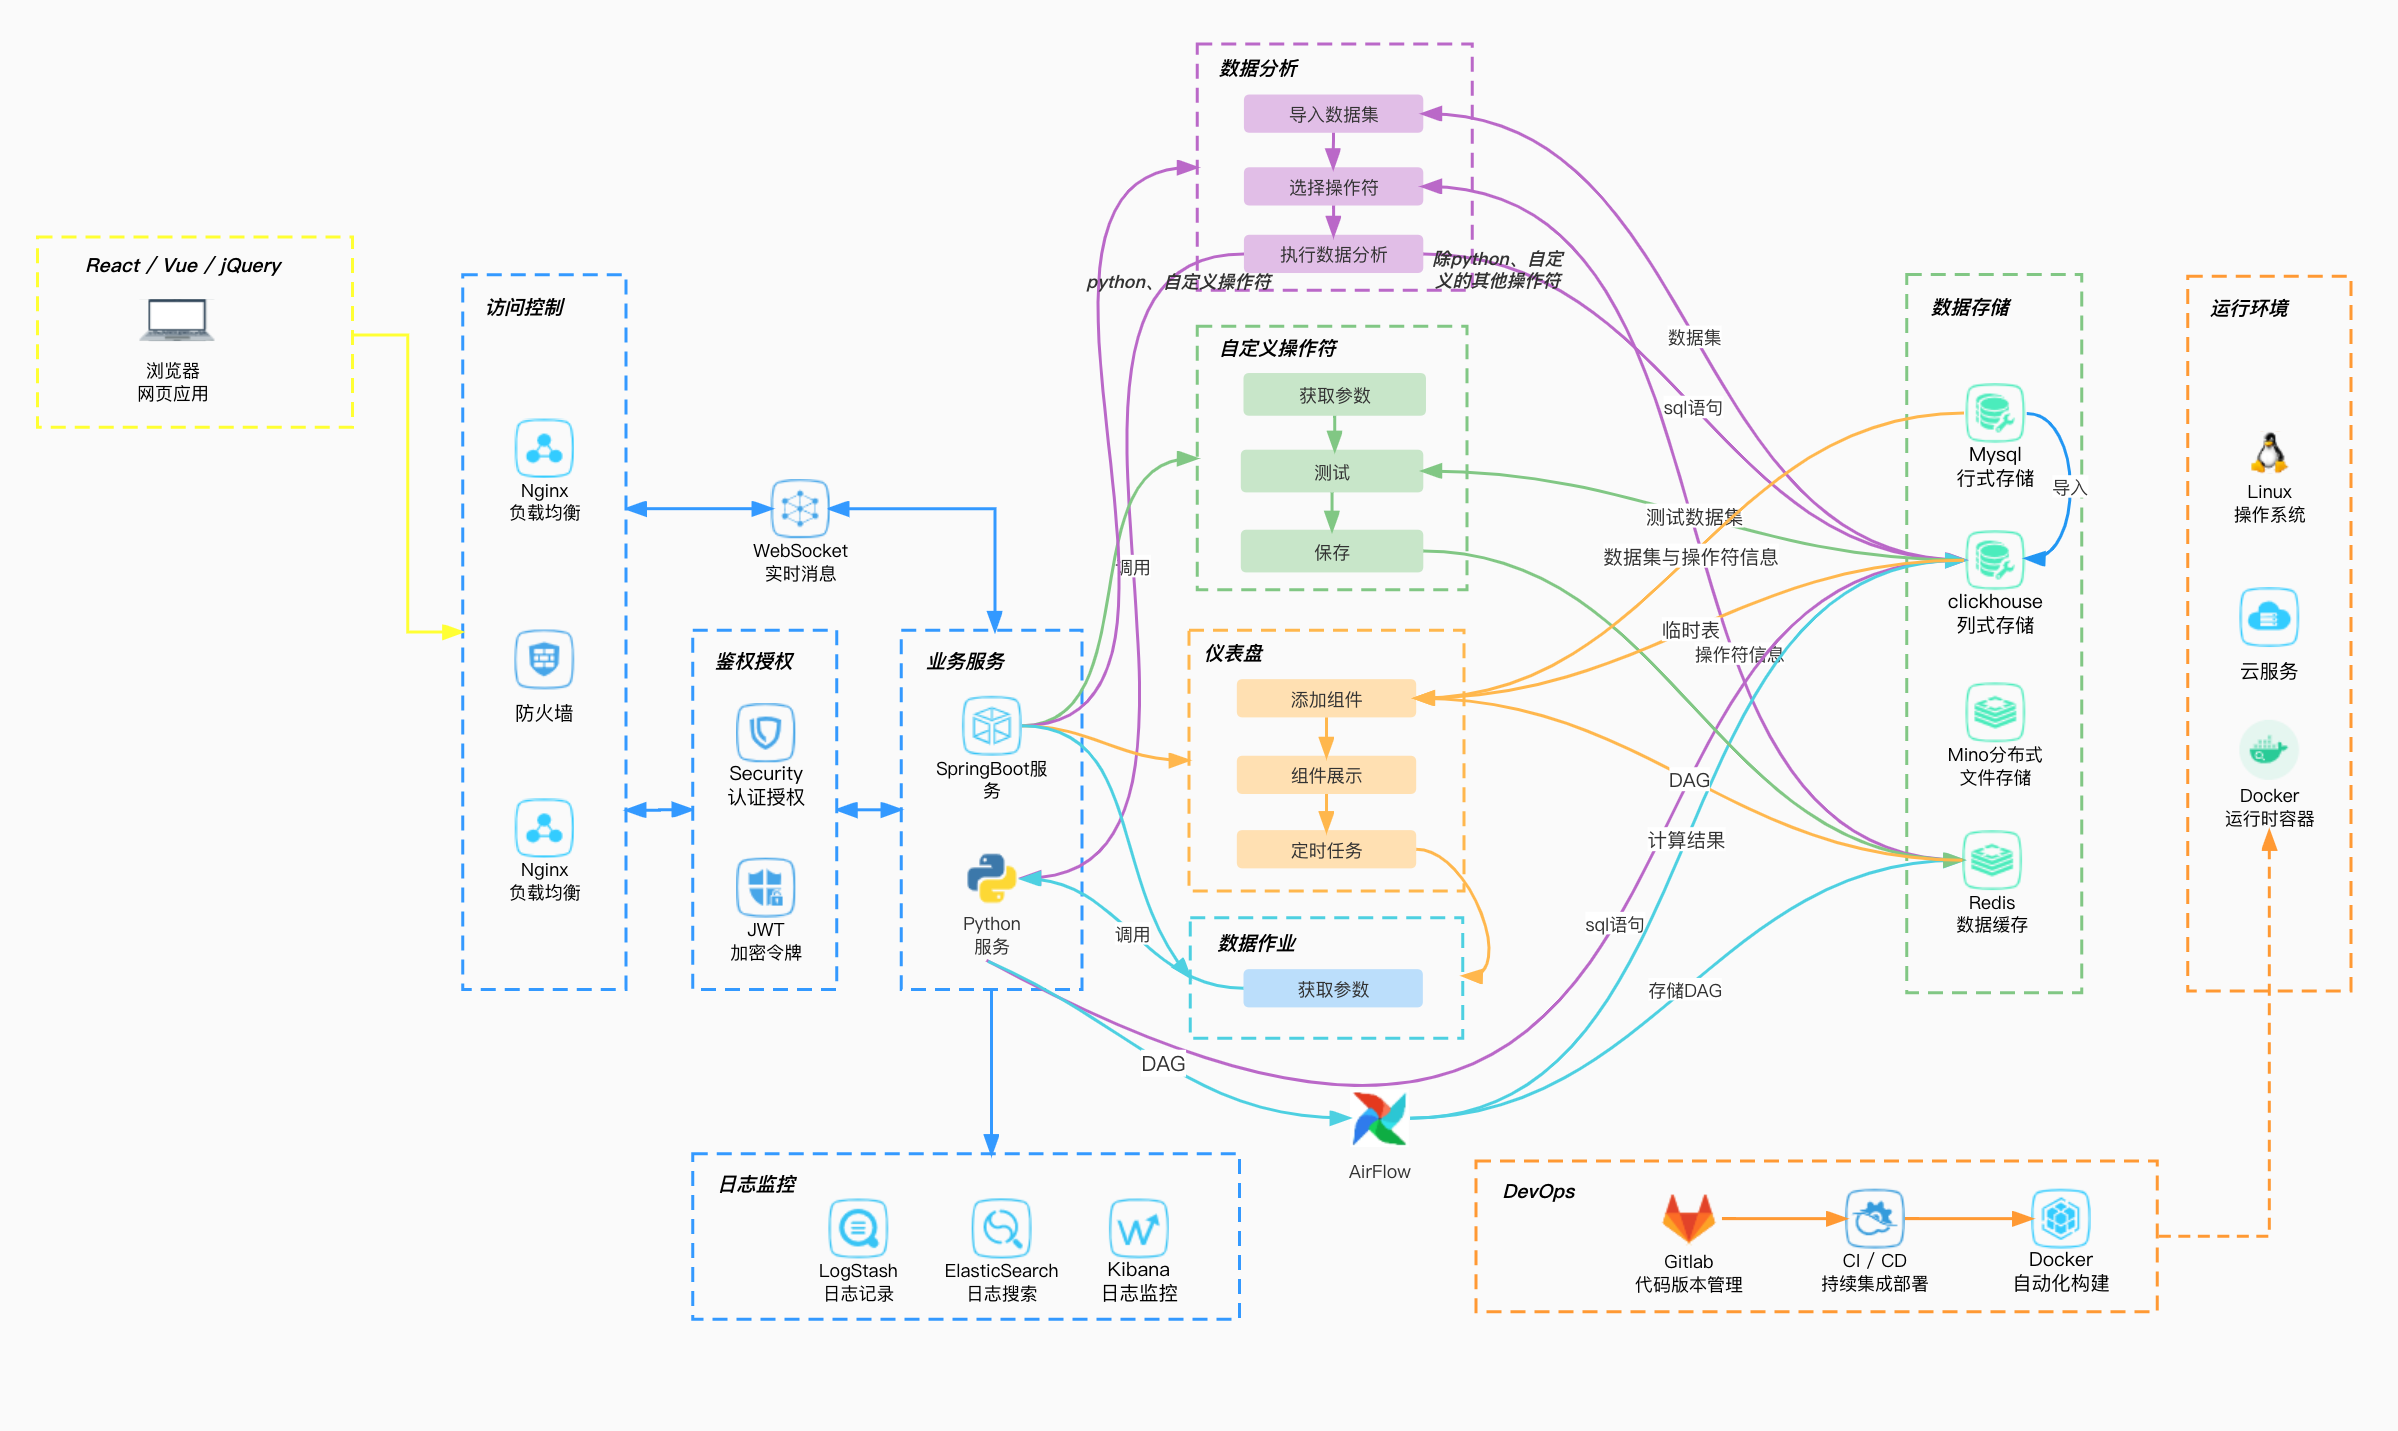 React / Vue / jQuery
浏览器
网页应用
访问控制
Nginx
负载均衡
防火墙
Nginx
负载均衡
WebSocket
实时消息
鉴权授权
Security
认证授权
JWT
加密令牌
业务服务
SpringBoot服
务
Python
服务
数据分析
导入数据集
选择操作符
执行数据分析
python、自定义操作符
除python、自定
义的其他操作符
自定义操作符
获取参数
测试
保存
调用
仪表盘
添加组件
组件展示
定时任务
数据作业
获取参数
调用
DAG
AirFlow
数据集
sql语句
测试数据集
数据集与操作符信息
临时表
操作符信息
DAG
计算结果
sql语句
存储DAG
数据存储
Mysql
行式存储
导入
clickhouse
列式存储
Mino分布式
文件存储
Redis
数据缓存
运行环境
Linux
操作系统
云服务
Docker
运行时容器
日志监控
LogStash
日志记录
ElasticSearch
日志搜索
Kibana
日志监控
DevOps
Gitlab
代码版本管理
CI / CD
持续集成部署
Docker
自动化构建